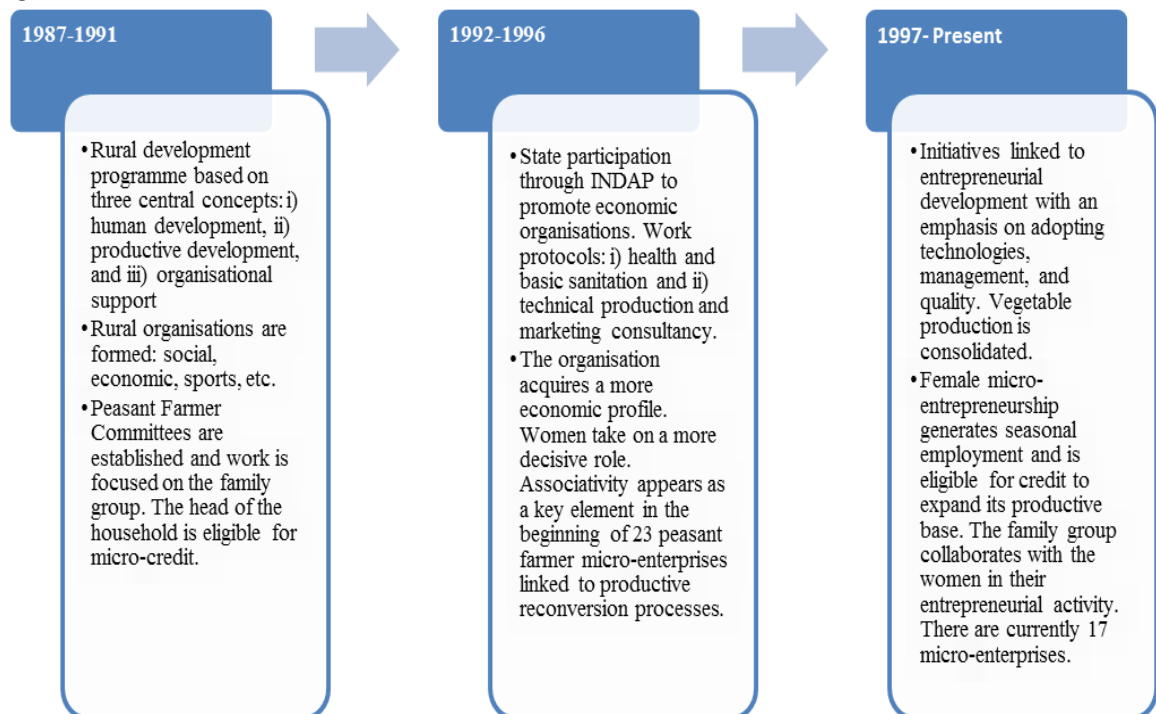 1987-1991
•Rural development
programme based on
three central concepts: i)
human development, ii)
productive development,
and iii) organisational
support
•Rural organisations are
formed: social,
economic, sports, etc.
•Peasant Farmer
Committees are
established and work is
focused on the family
group. The head of the
household is eligible for
micro-credit.
1992-1996
•State participation
through INDAP to
promote economic
organisations. Work
protocols: i) health and
basic sanitation and ii)
technical production and
marketing consultancy.
•The organisation
acquires a more
economic profile.
Women take on a more
decisive role.
Associativity appears as
a key element in the
beginning of 23 peasant
farmer micro-enterprises
linked to productive
reconversion processes.
1997- Present
•Initiatives linked to
entrepreneurial
development with an
emphasis on adopting
technologies,
management, and
quality. Vegetable
production is
consolidated.
•Female micro-
entrepreneurship
generates seasonal
employment and is
eligible for credit to
expand its productive
base. The family group
collaborates with the
women in their
entrepreneurial activity.
There are currently 17
micro-enterprises.